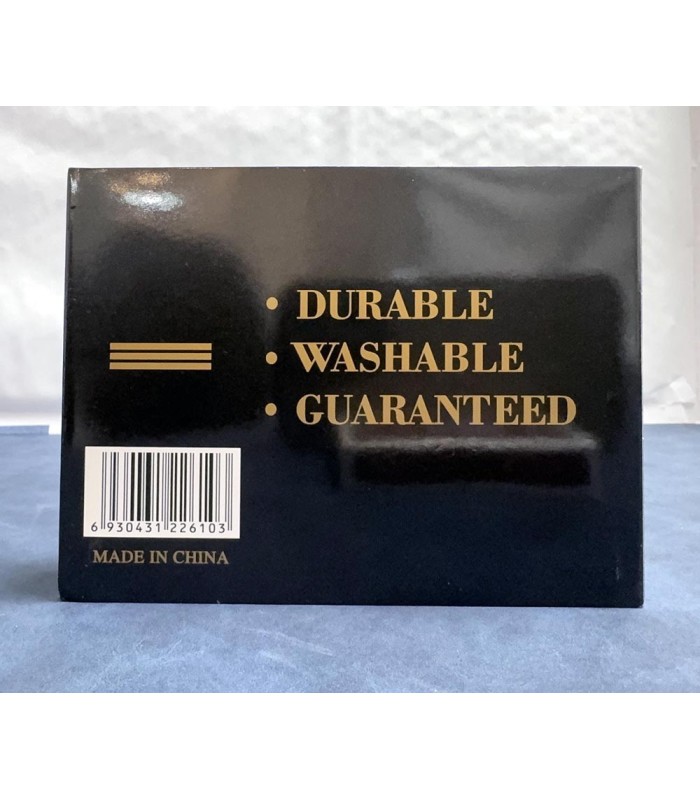 • DURABLE
• WASHABLE
• GUARANTEED
6 930431 226103
MADE IN CHINA